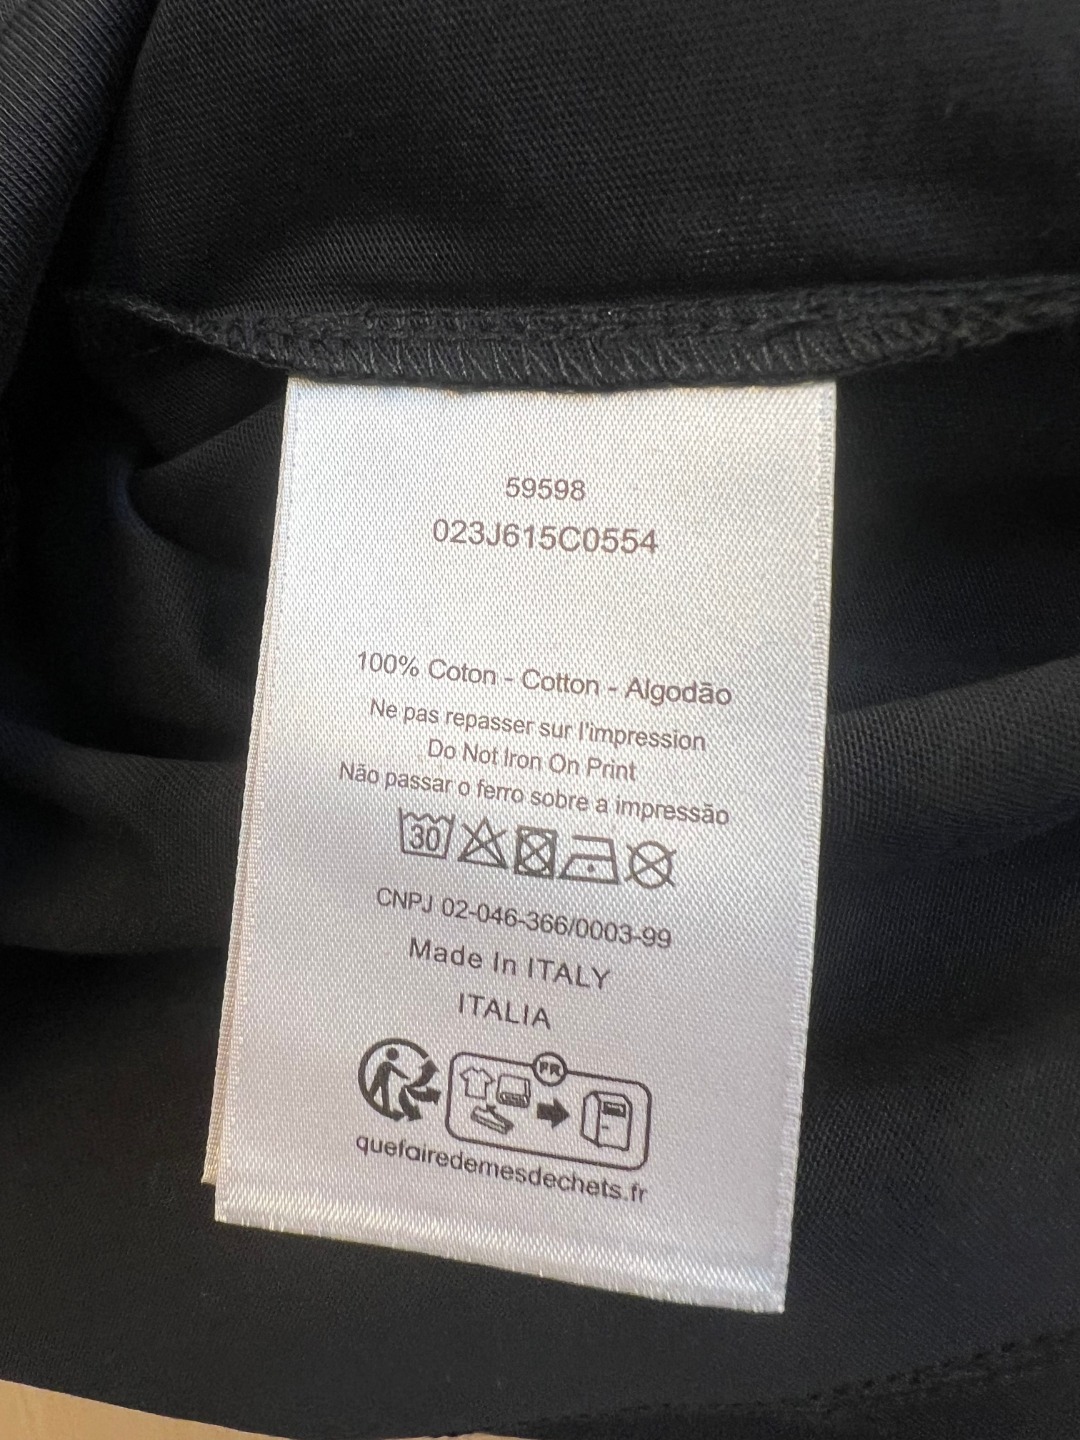 59598
023J615C0554
100% Coton - Cotton - Algodão
Ne pas repasser sur l'impression
Do Not Iron On Print
Não passar o ferro sobre a impressão
30
CNPJ 02-046-366/0003-99
Made In ITALY
ITALIA
FR
quefairedemesdechets.fr